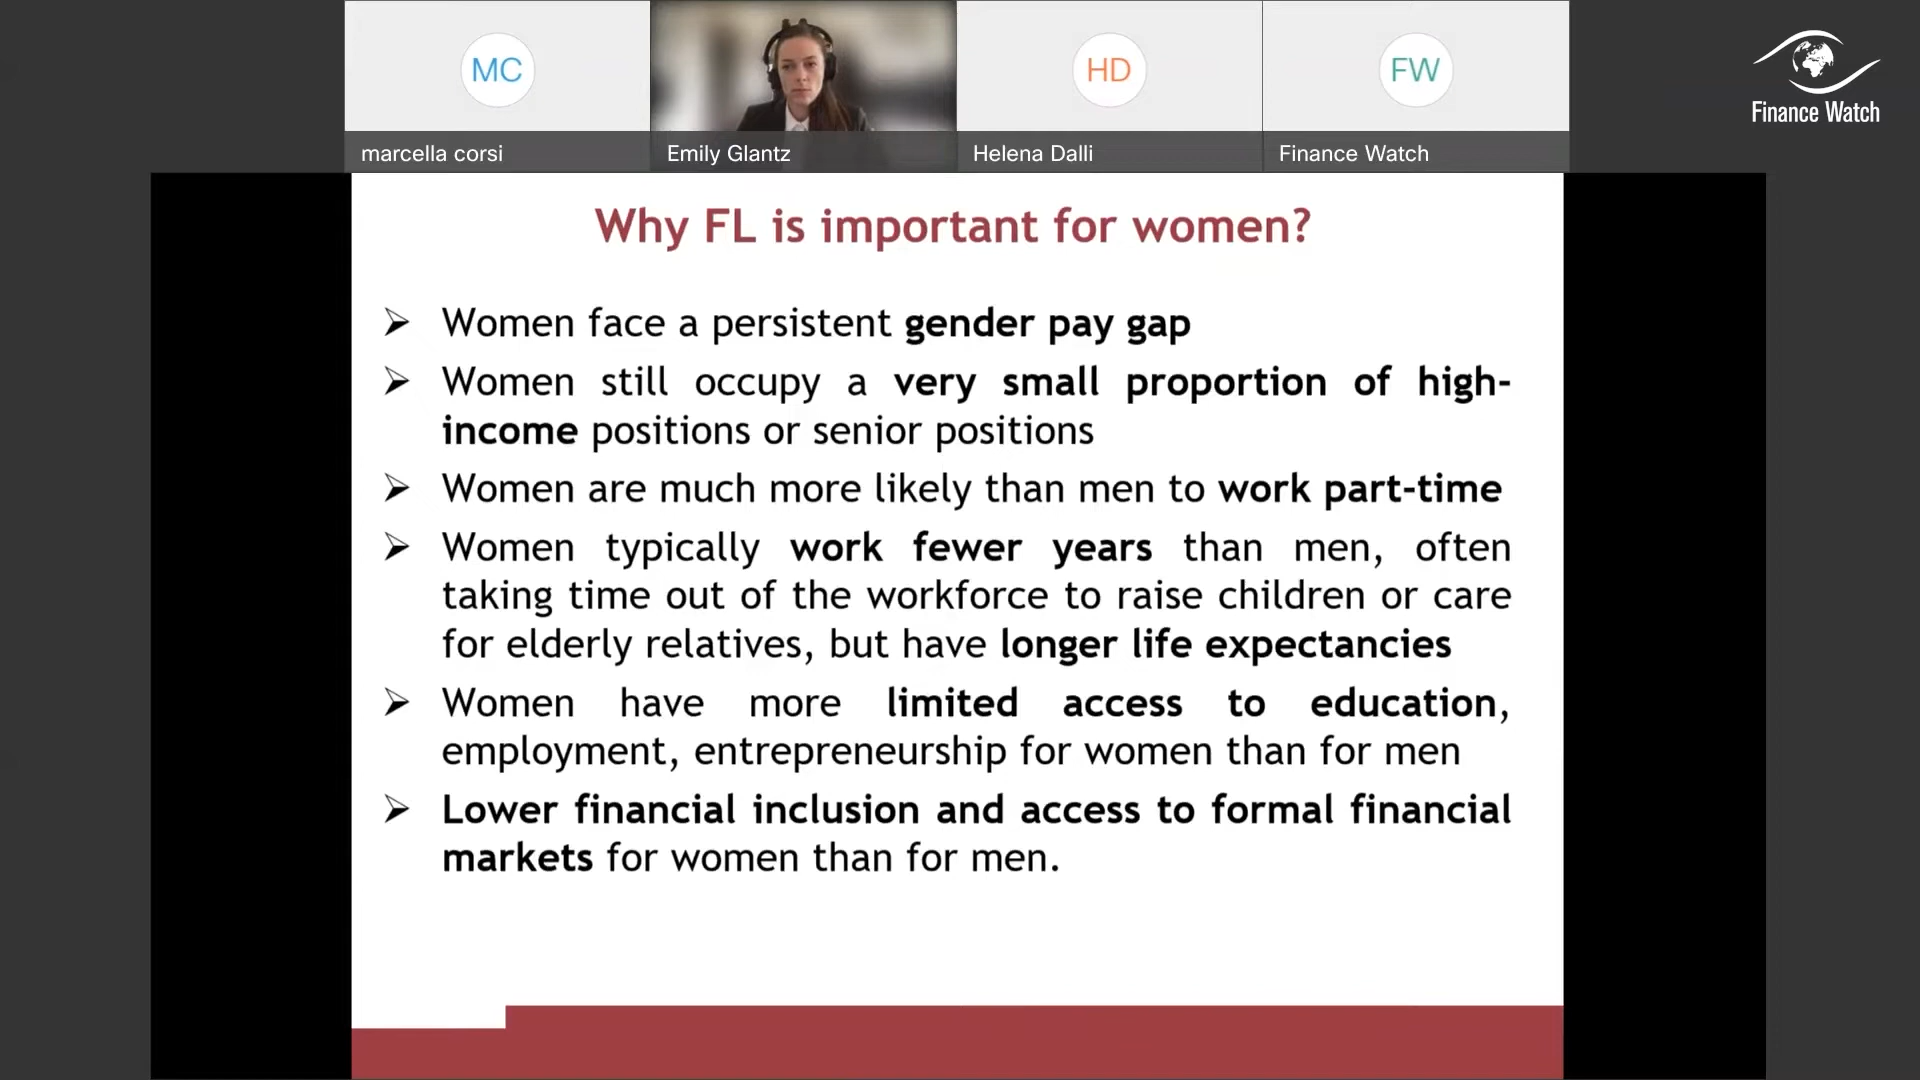 MC
HD
FW
marcella corsi
Emily Glantz
Helena Dalli
Finance Watch
Finance Watch
Why FL is important for women?
➢ Women face a persistent gender pay gap
➢ Women still occupy a very small proportion of high-
income positions or senior positions
➢ Women are much more likely than men to work part-time
➢ Women typically work fewer years than men, often
taking time out of the workforce to raise children or care
for elderly relatives, but have longer life expectancies
➢ Women have more limited access to education,
employment, entrepreneurship for women than for men
➢ Lower financial inclusion and access to formal financial
markets for women than for men.